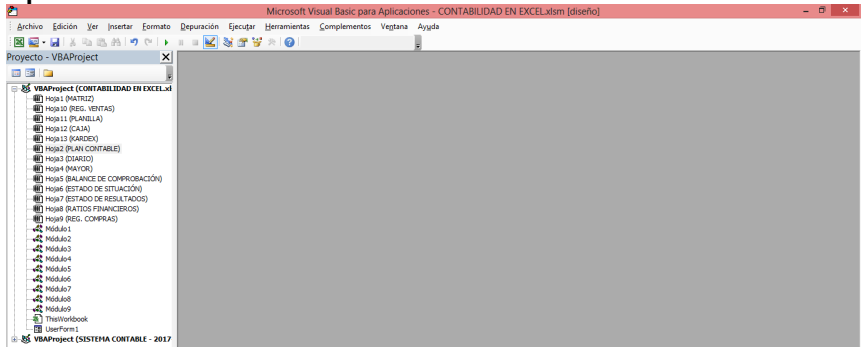 Microsoft Visual Basic para Aplicaciones - CONTABILIDAD EN EXCEL.xlsm [diseño]
Archivo Edición Ver Insertar Formato Depuración Ejecutar Herramientas Complementos Ventana Ayuda
Proyecto - VBAProject
VBAProject (CONTABILIDAD EN EXCEL.xl
Hoja1 (MATRIZ)
Hoja10 (REG. VENTAS)
Hoja11 (PLANILLA)
Hoja12 (CAJA)
Hoja13 (KARDEX)
Hoja2 (PLAN CONTABLE)
Hoja3 (DIARIO)
Hoja4 (MAYOR)
Hoja5 (BALANCE DE COMPROBACIÓN)
Hoja6 (ESTADO DE SITUACIÓN)
Hoja7 (ESTADO DE RESULTADOS)
Hoja8 (RATIOS FINANCIEROS)
Hoja9 (REG. COMPRAS)
Módulo1
Módulo2
Módulo3
Módulo4
Módulo5
Módulo6
Módulo7
Módulo8
Módulo9
ThisWorkbook
UserForm1
VBAProject (SISTEMA CONTABLE - 2017